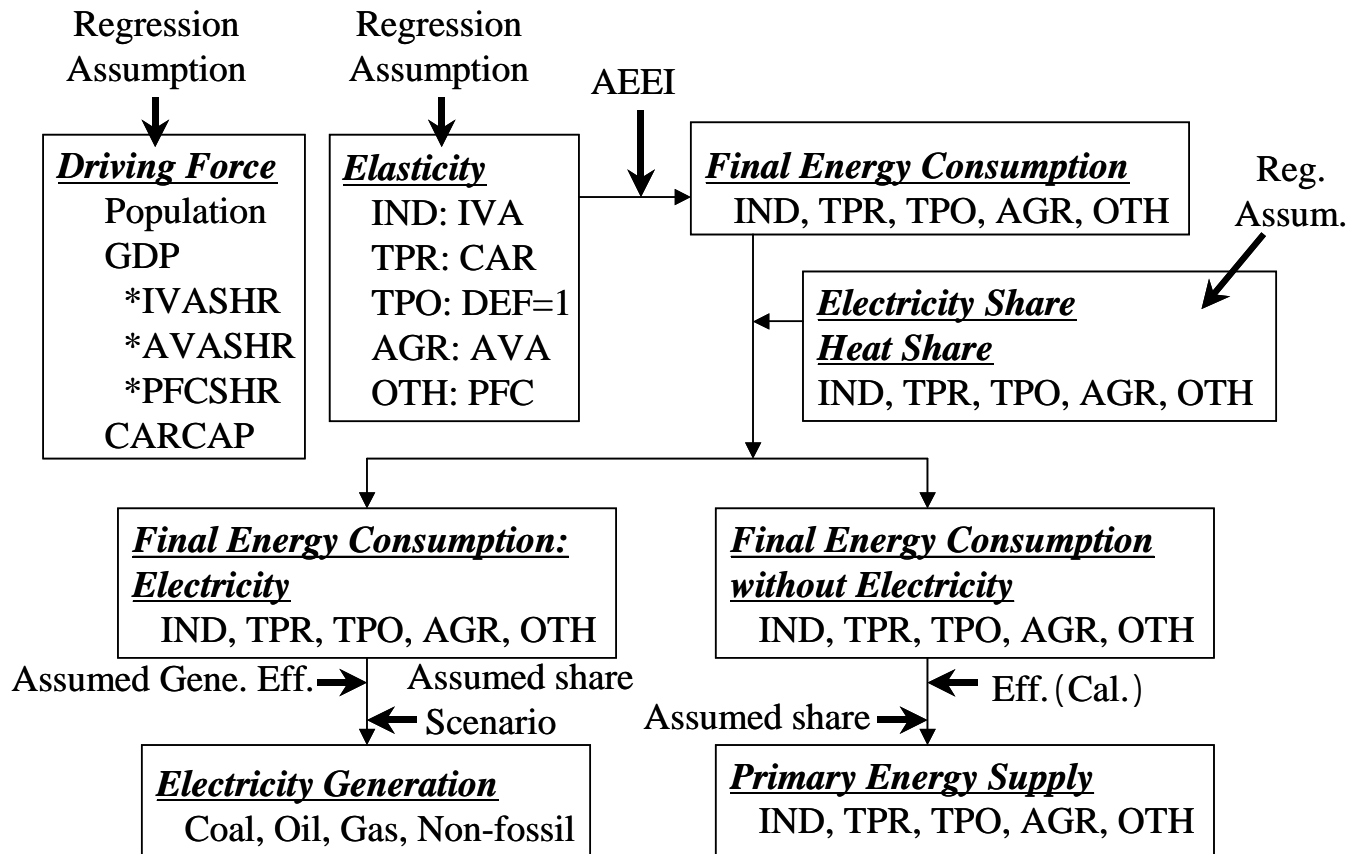 Regression
Assumption
Regression
Assumption
AEEI
Driving Force
Population
GDP
*IVASHR
*AVASHR
*PFCSHR
CARCAP
Elasticity
IND: IVA
TPR: CAR
TPO: DEF=1
AGR: AVA
OTH: PFC
Final Energy Consumption
IND, TPR, TPO, AGR, OTH
Reg.
Assum.
Electricity Share
Heat Share
IND, TPR, TPO, AGR, OTH
Final Energy Consumption:
Electricity
IND, TPR, TPO, AGR, OTH
Final Energy Consumption
without Electricity
IND, TPR, TPO, AGR, OTH
Assumed Gene. Eff.
Assumed share
Scenario
Eff.(Cal.)
Assumed share
Electricity Generation
Coal, Oil, Gas, Non-fossil
Primary Energy Supply
IND, TPR, TPO, AGR, OTH